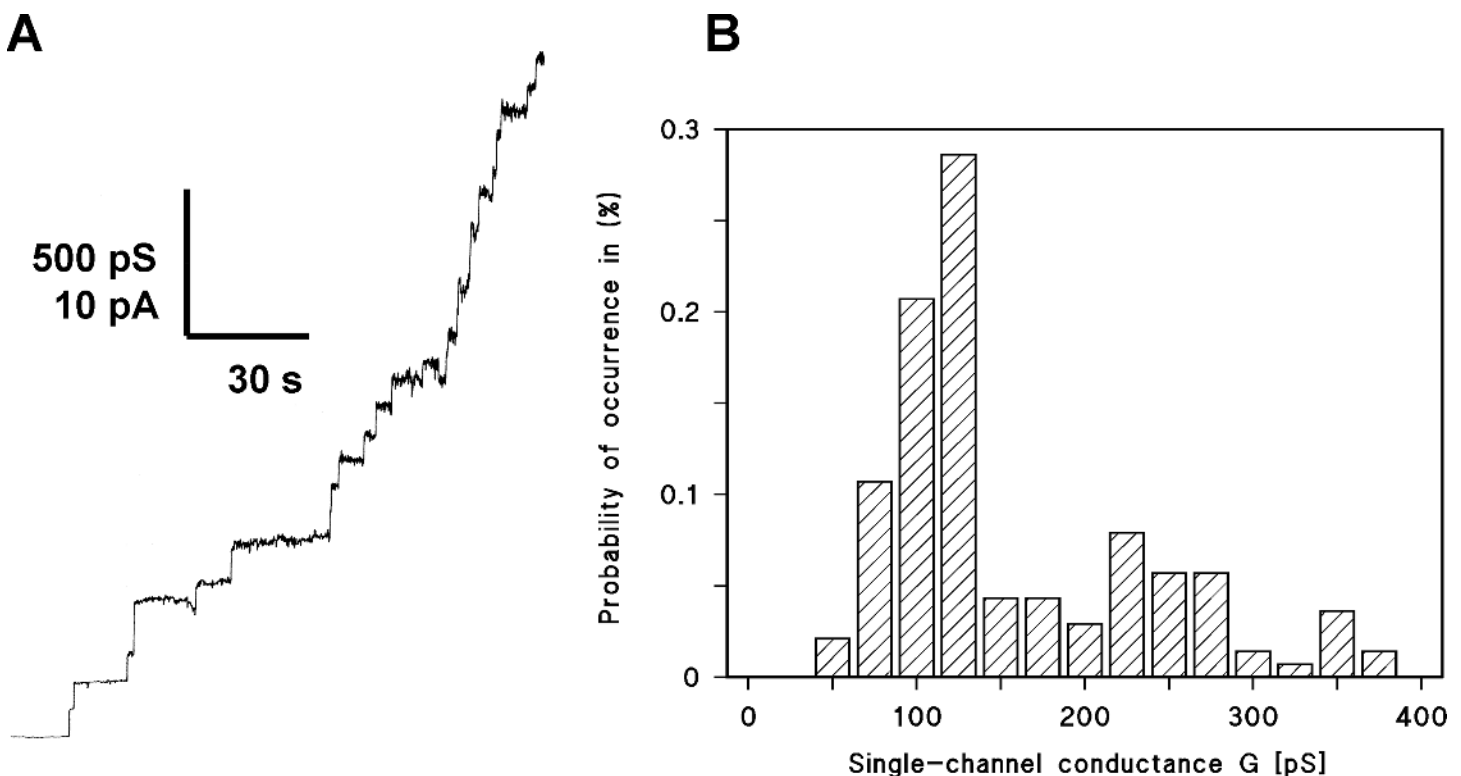 A
500 pS
10 pA
30 s
B
Probability of occurrence in (%)
0.3
0.2
0.1
0
0 100 200 300 400
Single-channel conductance G [pS]